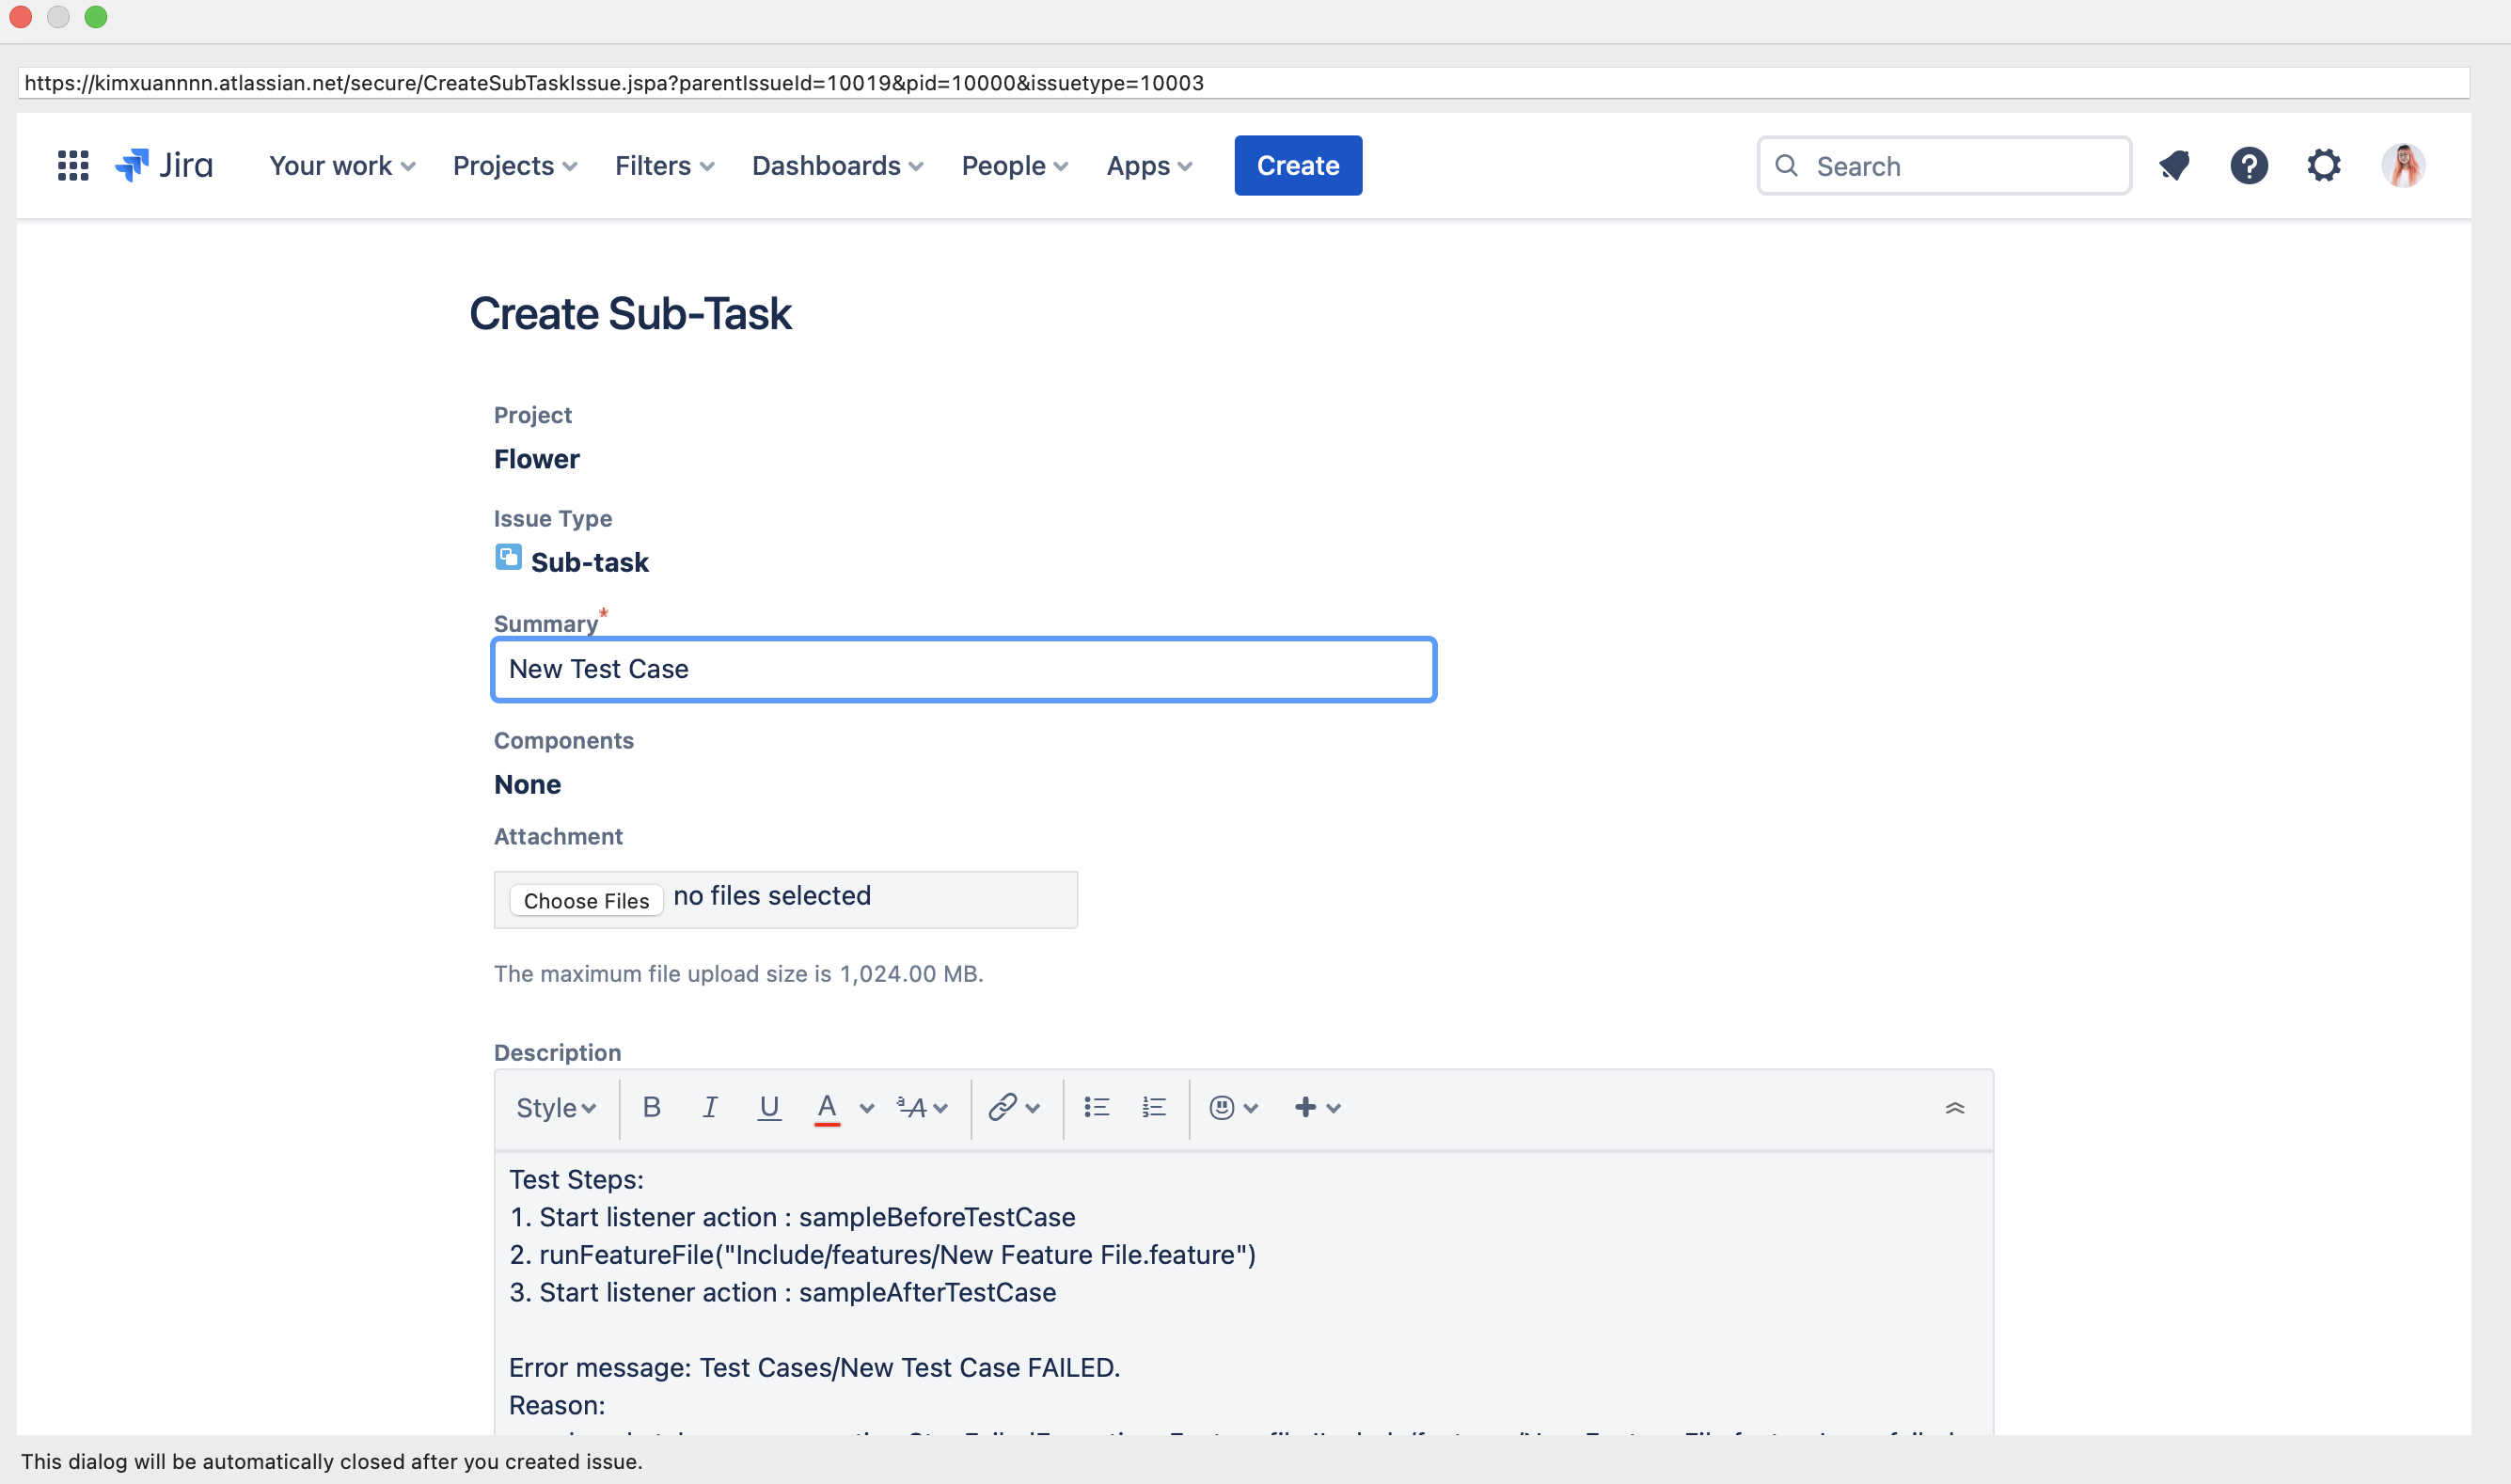 https://kimxuannnn.atlassian.net/secure/CreateSubTaskIssue.jspa?parentIssueId=10019&pid=10000&issuetype=10003
Jira Your work Projects Filters Dashboards People Apps Create Search
Create Sub-Task
Project
Flower
Issue Type
Sub-task
Summary*
New Test Case
Components
None
Attachment
Choose Files no files selected
The maximum file upload size is 1,024.00 MB.
Description
Style B I U A A
Test Steps:
1. Start listener action : sampleBeforeTestCase
2. runFeatureFile("Include/features/New Feature File.feature")
3. Start listener action : sampleAfterTestCase
Error message: Test Cases/New Test Case FAILED.
Reason:
This dialog will be automatically closed after you created issue.